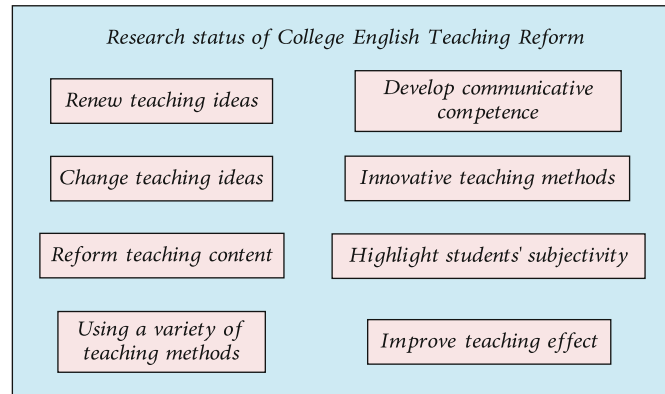 Research status of College English Teaching Reform
Renew teaching ideas
Develop communicative
competence
Change teaching ideas
Innovative teaching methods
Reform teaching content
Highlight students' subjectivity
Using a variety of
teaching methods
Improve teaching effect